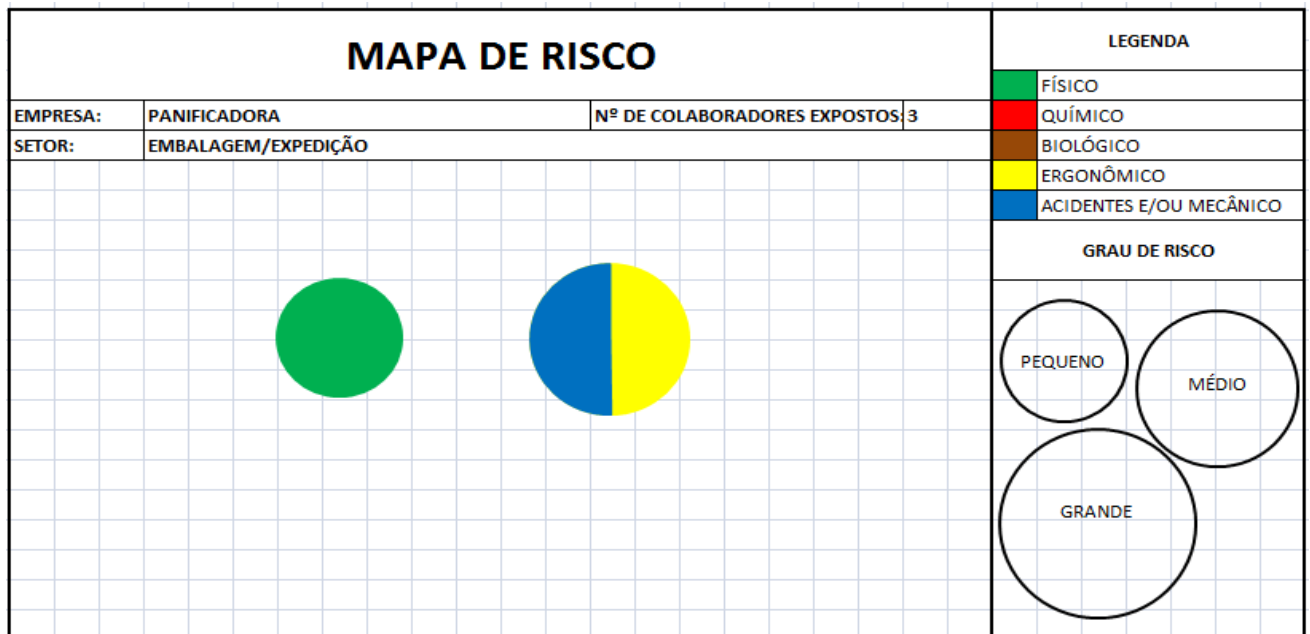 MAPA DE RISCO
EMPRESA: PANIFICADORA Nº DE COLABORADORES EXPOSTOS: 3
SETOR: EMBALAGEM/EXPEDIÇÃO
LEGENDA
FÍSICO
QUÍMICO
BIOLÓGICO
ERGONÔMICO
ACIDENTES E/OU MECÂNICO
GRAU DE RISCO
PEQUENO
MÉDIO
GRANDE